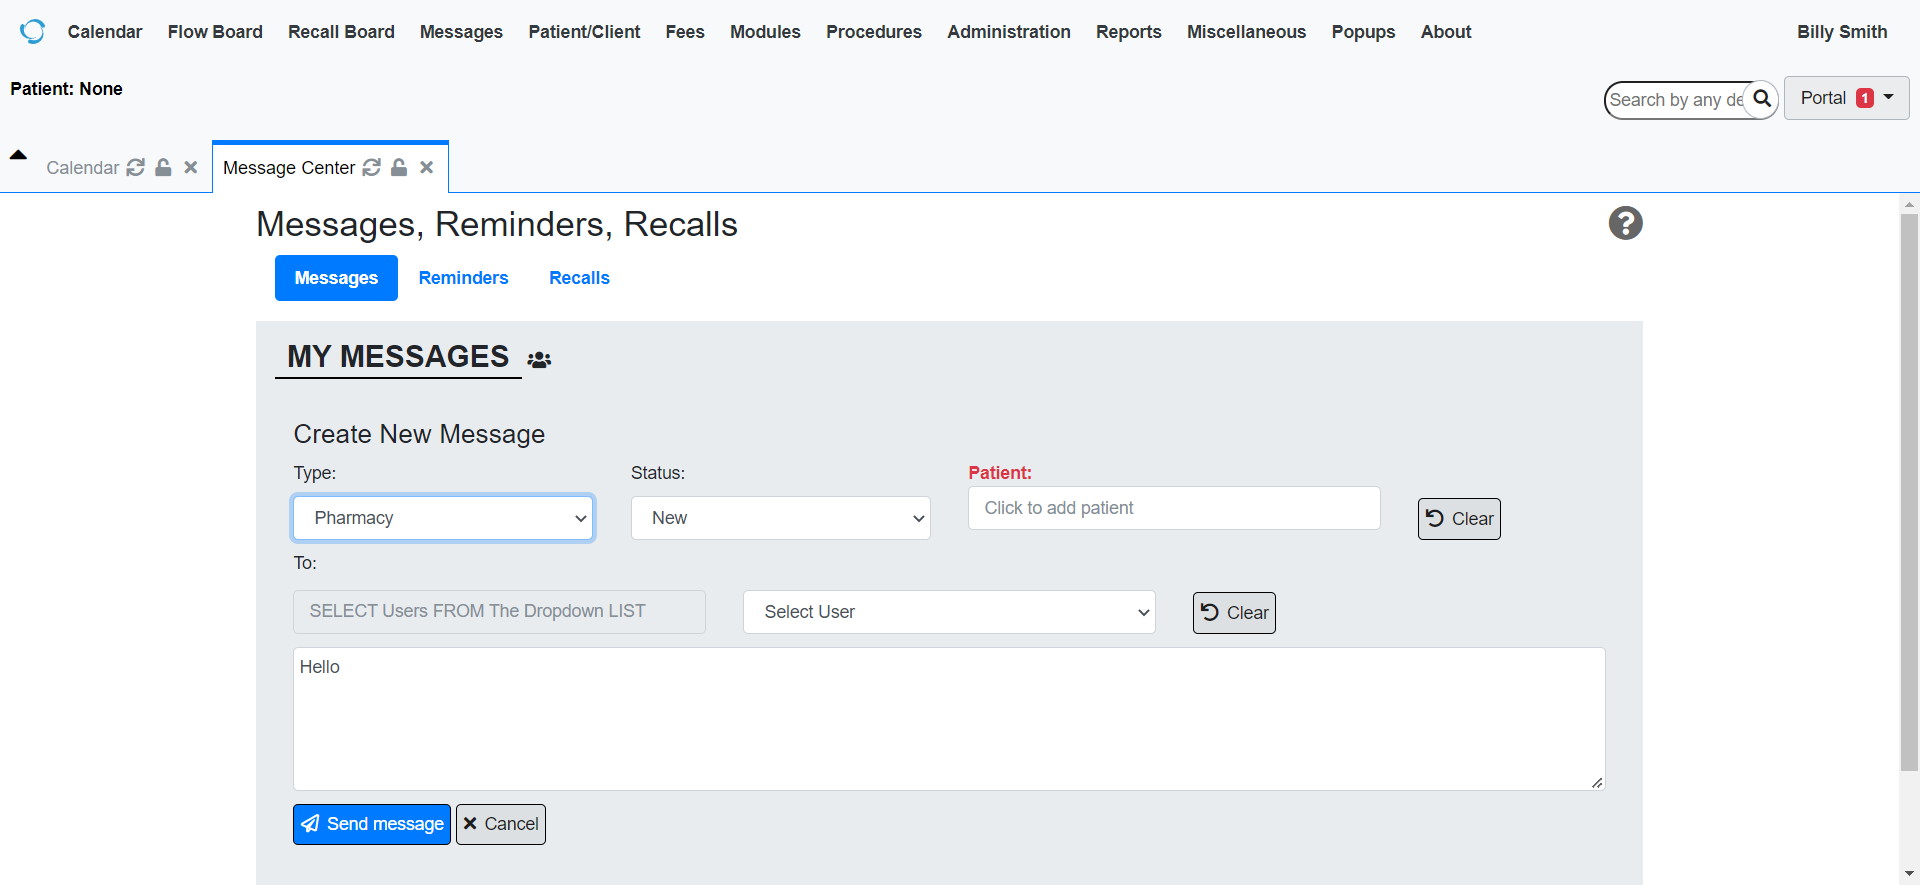 Calendar Flow Board Recall Board Messages Patient/Client Fees Modules Procedures Administration Reports Miscellaneous Popups About Billy Smith
Patient: None
Search by any de
Portal 1
Calendar
Message Center
Messages, Reminders, Recalls
Messages Reminders Recalls
MY MESSAGES
Create New Message
Type: Status: Patient:
Pharmacy New Click to add patient Clear
To:
SELECT Users FROM The Dropdown LIST Select User Clear
Hello
Send message Cancel